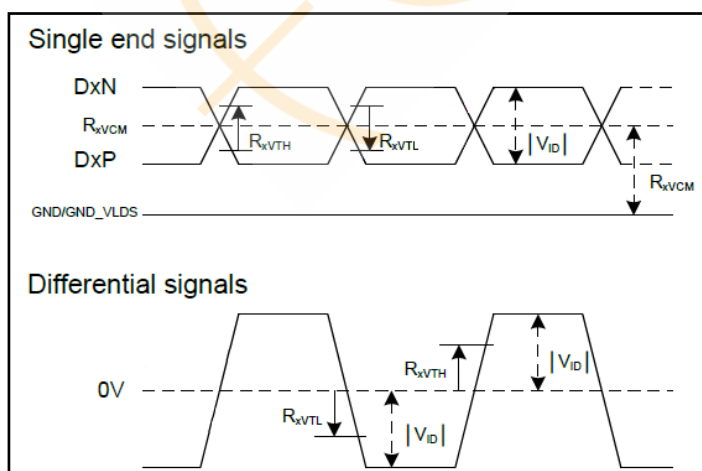 Single end signals
DxN
RxVCM
DxP
RxVTH
RxVTL
|VID|
RxVCM
GND/GND_VLDS
Differential signals
0V
RxVTL
|VID|
RxVTH
|VID|